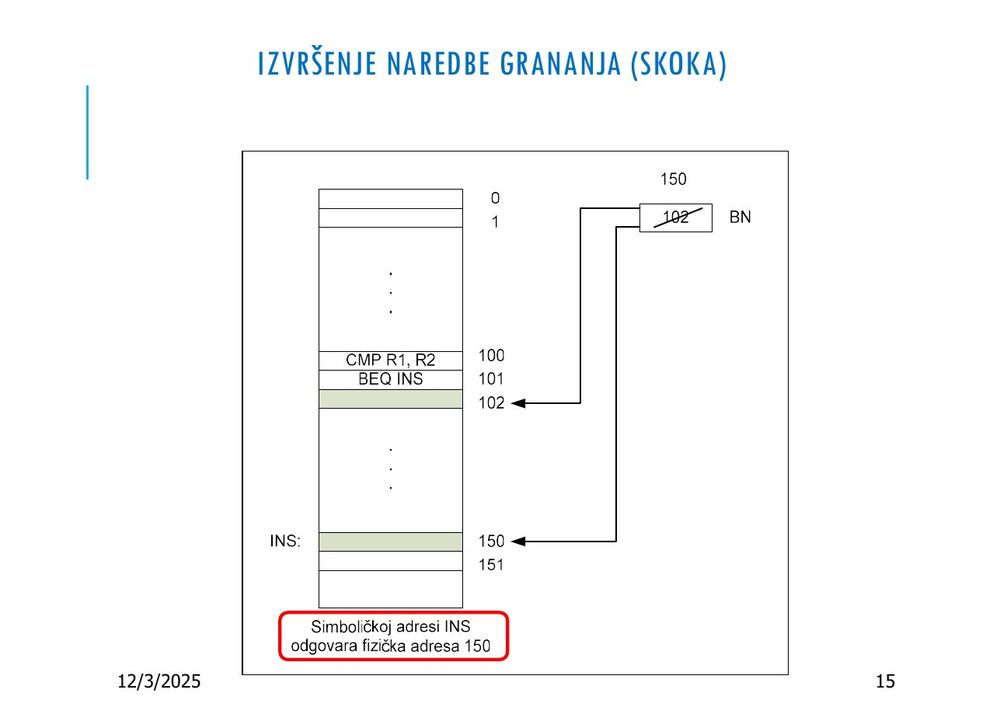 IZVRŠENJE NAREDBE GRANANJA (SKOKA)
150
0
1
102
BN
CMP R1, R2
100
BEQ INS
101
102
INS:
150
151
Simboličkoj adresi INS
odgovara fizička adresa 150
12/3/2025
15